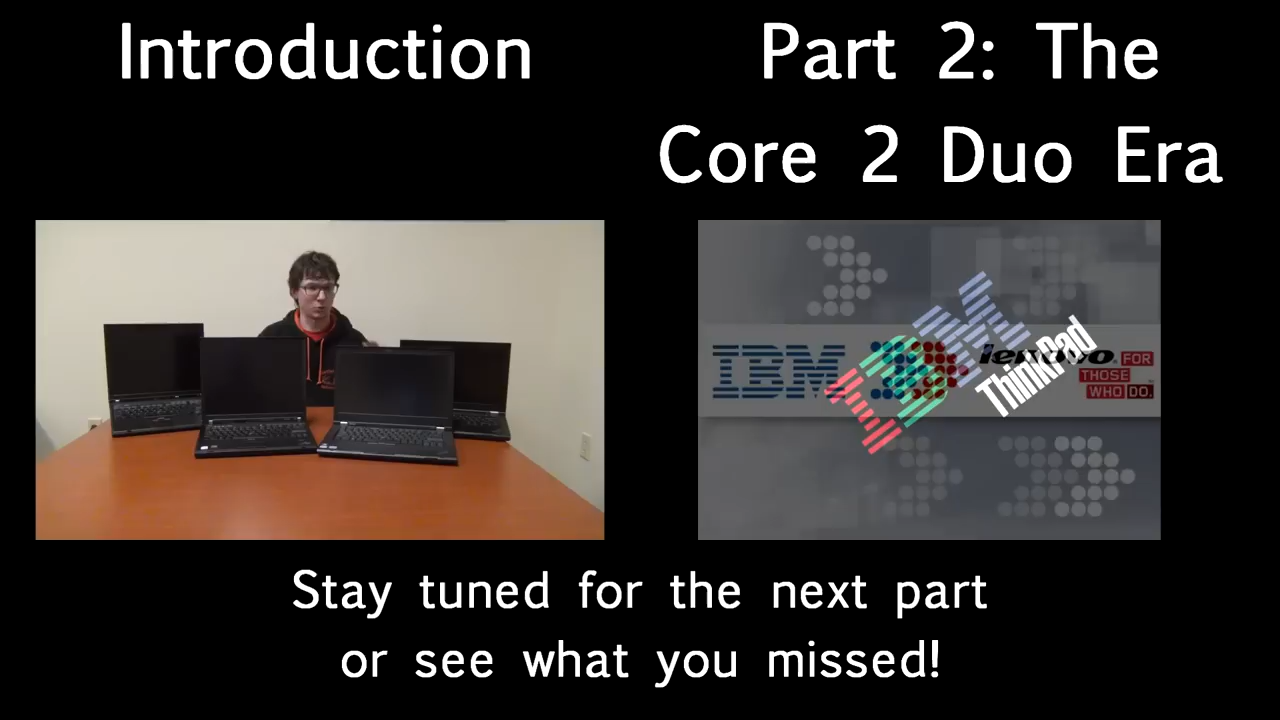 Introduction
Part 2: The
Core 2 Duo Era
IBM
IBM
ThinkPad
lenovo
FOR
THOSE
WHO DO.
Stay tuned for the next part
or see what you missed!